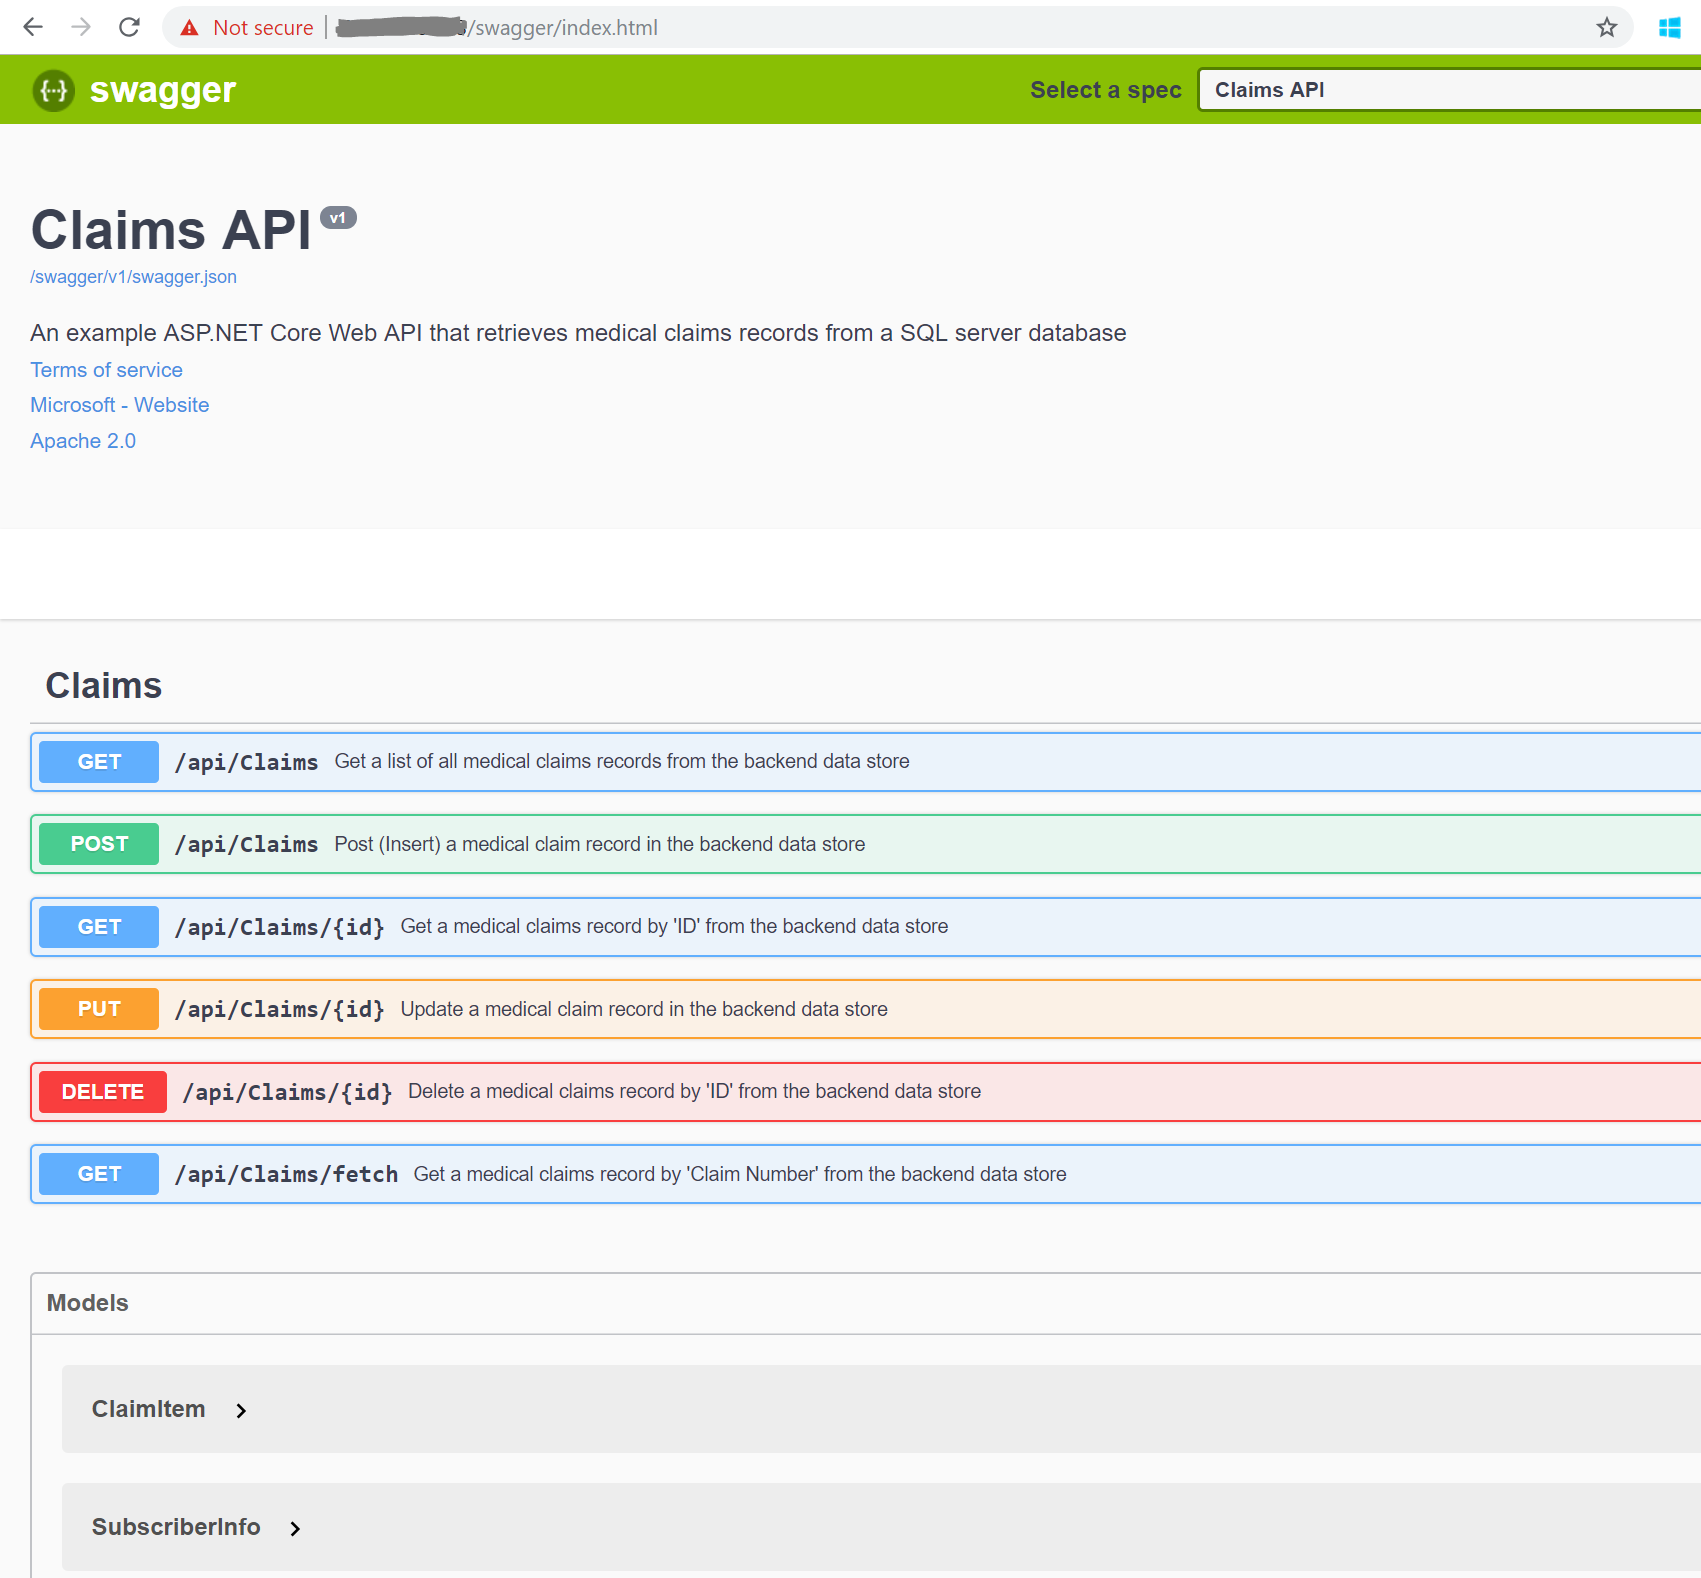 Not secure | /swagger/index.html
swagger
Select a spec
Claims API
Claims API v1
/swagger/v1/swagger.json
An example ASP.NET Core Web API that retrieves medical claims records from a SQL server database
Terms of service
Microsoft - Website
Apache 2.0
Claims
GET /api/Claims Get a list of all medical claims records from the backend data store
POST /api/Claims Post (Insert) a medical claim record in the backend data store
GET /api/Claims/{id} Get a medical claims record by 'ID' from the backend data store
PUT /api/Claims/{id} Update a medical claim record in the backend data store
DELETE /api/Claims/{id} Delete a medical claims record by 'ID' from the backend data store
GET /api/Claims/fetch Get a medical claims record by 'Claim Number' from the backend data store
Models
ClaimItem
SubscriberInfo